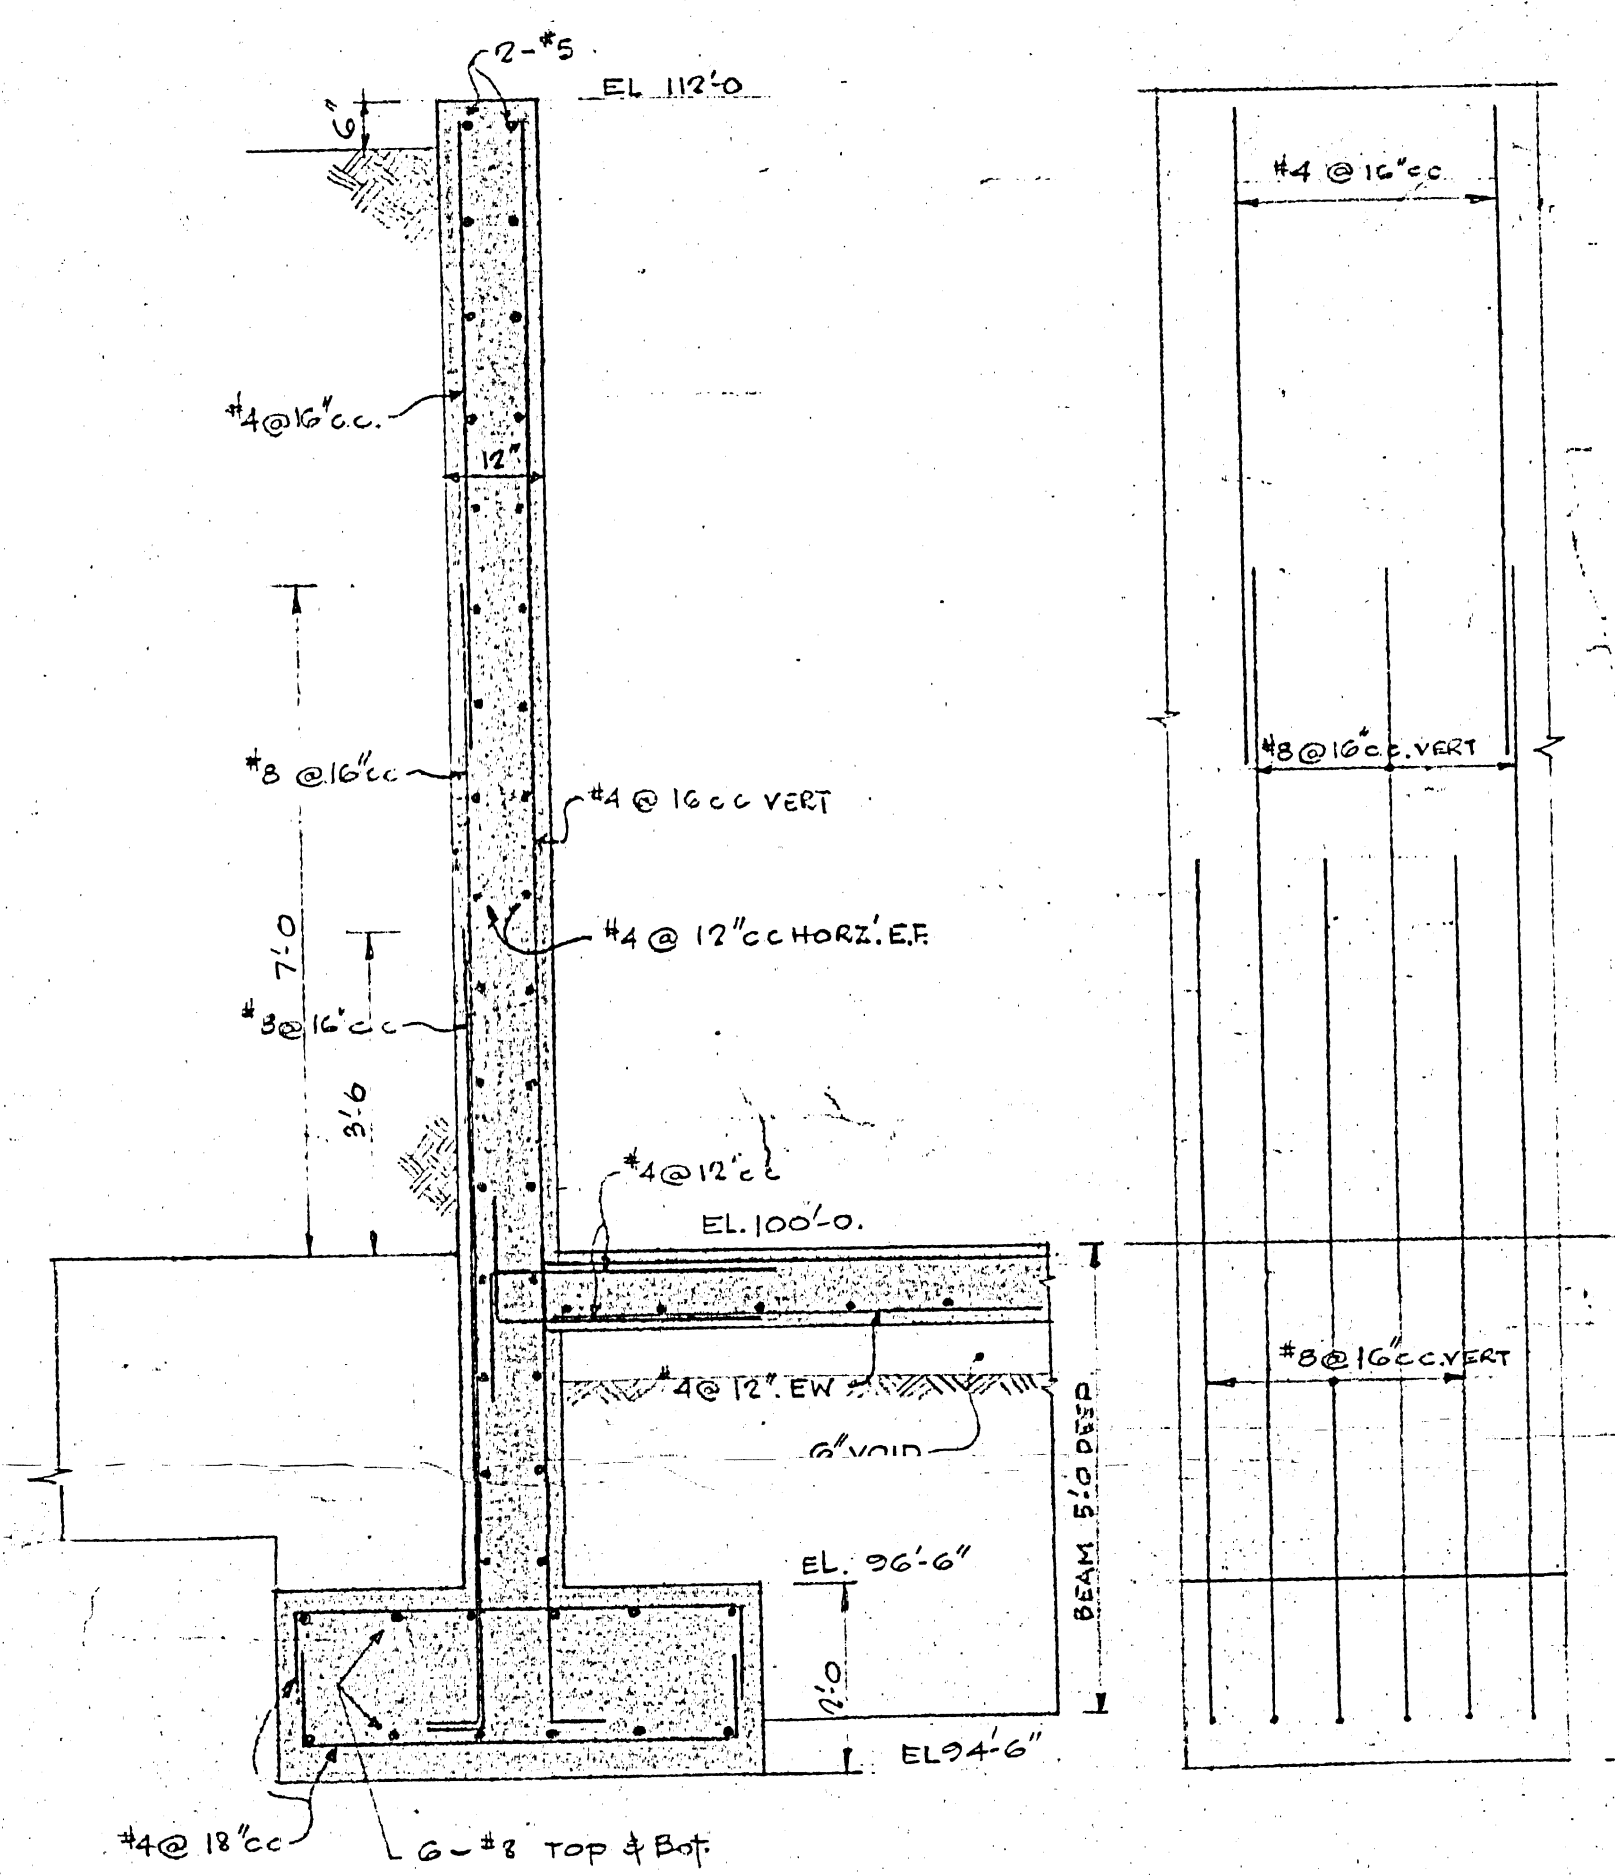 2-#5
EL 112'-0
6"
#4 @ 16"cc
#4@16"c.c.
12"
#8 @16"cc
#8@16"c.c.VERT
#4 @ 16 cc VERT
7'-0
#4 @ 12"cc HORZ'.E.F.
#8@16"cc
3'-6
#4@12"cc
EL.100'-0.
#8@16"c.c.VERT
#4@12".EW
6"VOID
BEAM 5'-0 DEEP
EL. 96'-6"
2'-0
EL94'-6"
#4@ 18"cc
6-#8 TOP & BOT.